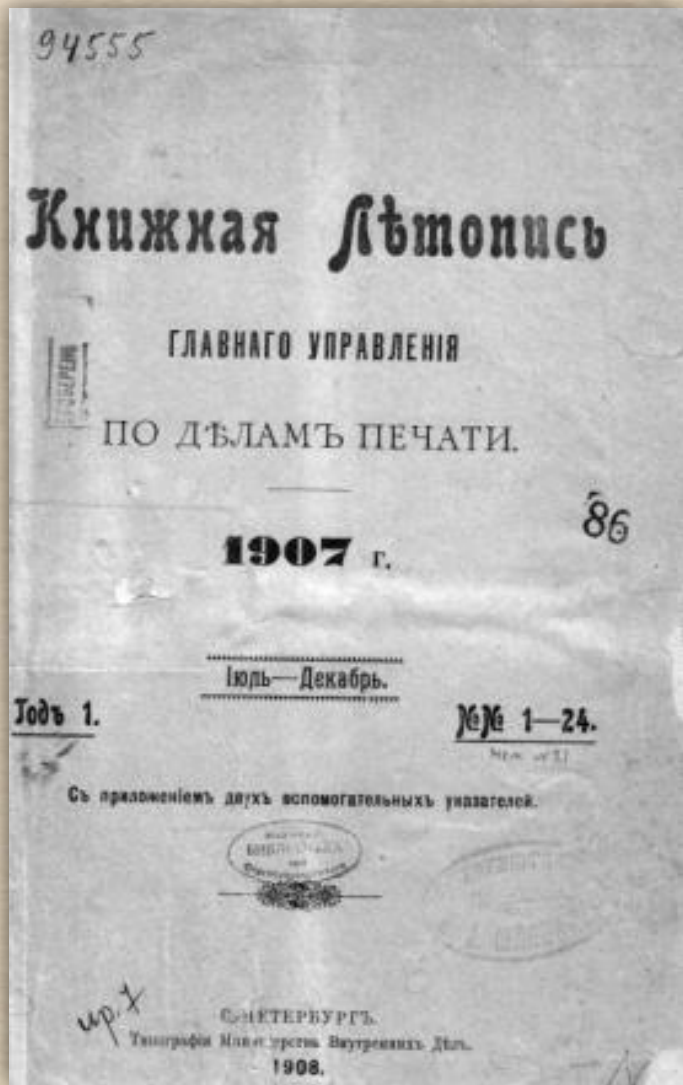 94555
Книжная Лѣтопись
ГЛАВНАГО УПРАВЛЕНІЯ
ПО ДѢЛАМЪ ПЕЧАТИ.
86
1907 г.
Іюль—Декабрь.
Годъ 1.
№№ 1—24.
Съ приложеніемъ двухъ вспомогательныхъ указателей.
БИБЛІОТЕКА
С.-ПЕТЕРБУРГЪ.
Типографія Министерства Внутреннихъ Дѣлъ.
1908.